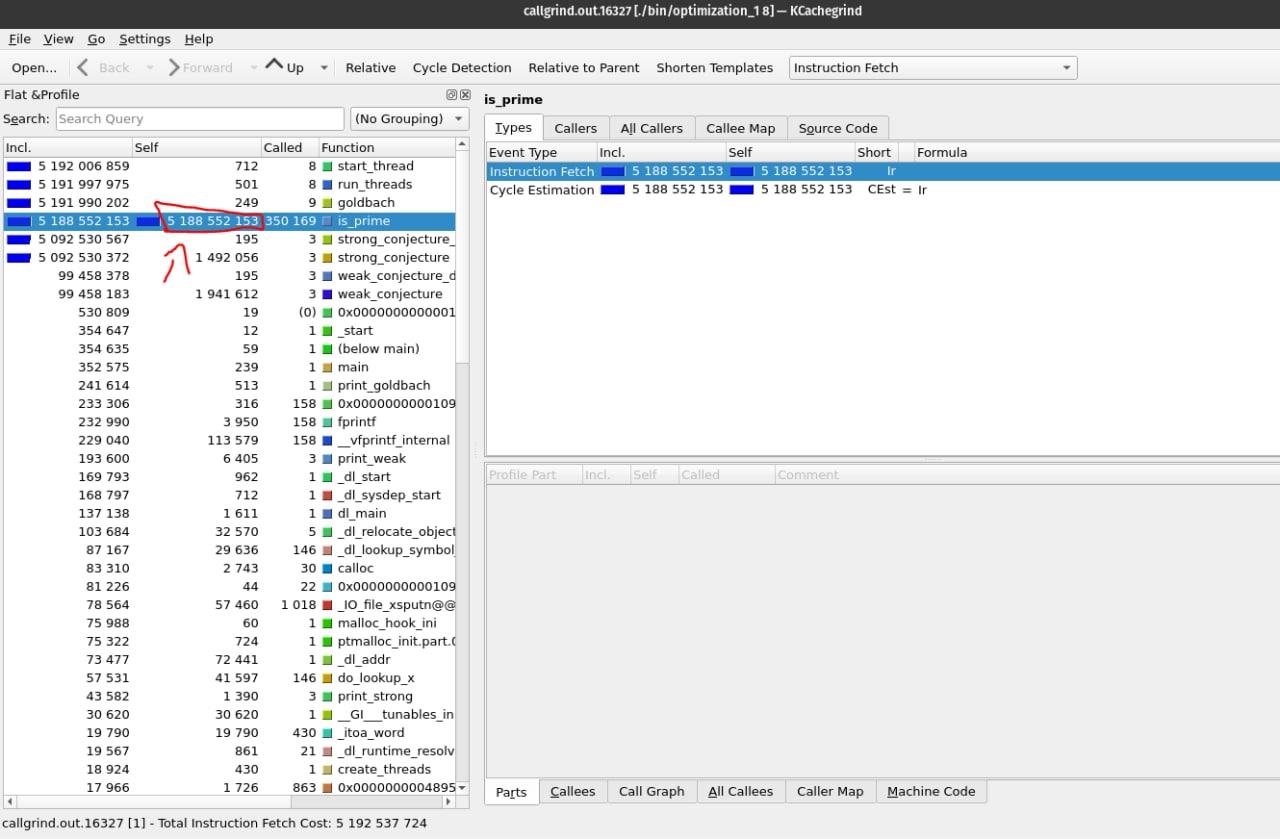 callgrind.out.16327 [./bin/optimization_1 8] — KCachegrind
File View Go Settings Help
Open... Back Forward Up Relative Cycle Detection Relative to Parent Shorten Templates Instruction Fetch
Flat &Profile
Search: Search Query (No Grouping)
Incl. Self Called Function
5 192 006 859 712 8 start_thread
5 191 997 975 501 8 run_threads
5 191 990 202 249 9 goldbach
5 188 552 153 5 188 552 153 350 169 is_prime
5 092 530 567 195 3 strong_conjecture_
5 092 530 372 1 492 056 3 strong_conjecture
99 458 378 195 3 weak_conjecture_d
99 458 183 1 941 612 3 weak_conjecture
530 809 19 (0) 0x0000000000001
354 647 12 1 _start
354 635 59 1 (below main)
352 575 239 1 main
241 614 513 1 print_goldbach
233 306 316 158 0x0000000000109
232 990 3 950 158 fprintf
229 040 113 579 158 __vfprintf_internal
193 600 6 405 3 print_weak
169 793 962 1 _dl_start
168 797 712 1 _dl_sysdep_start
137 138 1 611 1 dl_main
103 684 32 570 5 _dl_relocate_object
87 167 29 636 146 _dl_lookup_symbol_
83 310 2 743 30 calloc
81 226 44 22 0x0000000000109
78 564 57 460 1 018 _IO_file_xsputn@@
75 988 60 1 malloc_hook_ini
75 322 724 1 ptmalloc_init.part.0
73 477 72 441 1 _dl_addr
57 531 41 597 146 do_lookup_x
43 582 1 390 3 print_strong
30 620 30 620 1 __GI___tunables_in
19 790 19 790 430 _itoa_word
19 567 861 21 _dl_runtime_resolv
18 924 430 1 create_threads
17 966 1 726 863 0x0000000004895
is_prime
Types Callers All Callers Callee Map Source Code
Event Type Incl. Self Short Formula
Instruction Fetch 5 188 552 153 5 188 552 153 Ir
Cycle Estimation 5 188 552 153 5 188 552 153 CEst = Ir
Profile Part Incl. Self Called Comment
Parts Callees Call Graph All Callees Caller Map Machine Code
callgrind.out.16327 [1] - Total Instruction Fetch Cost: 5 192 537 724